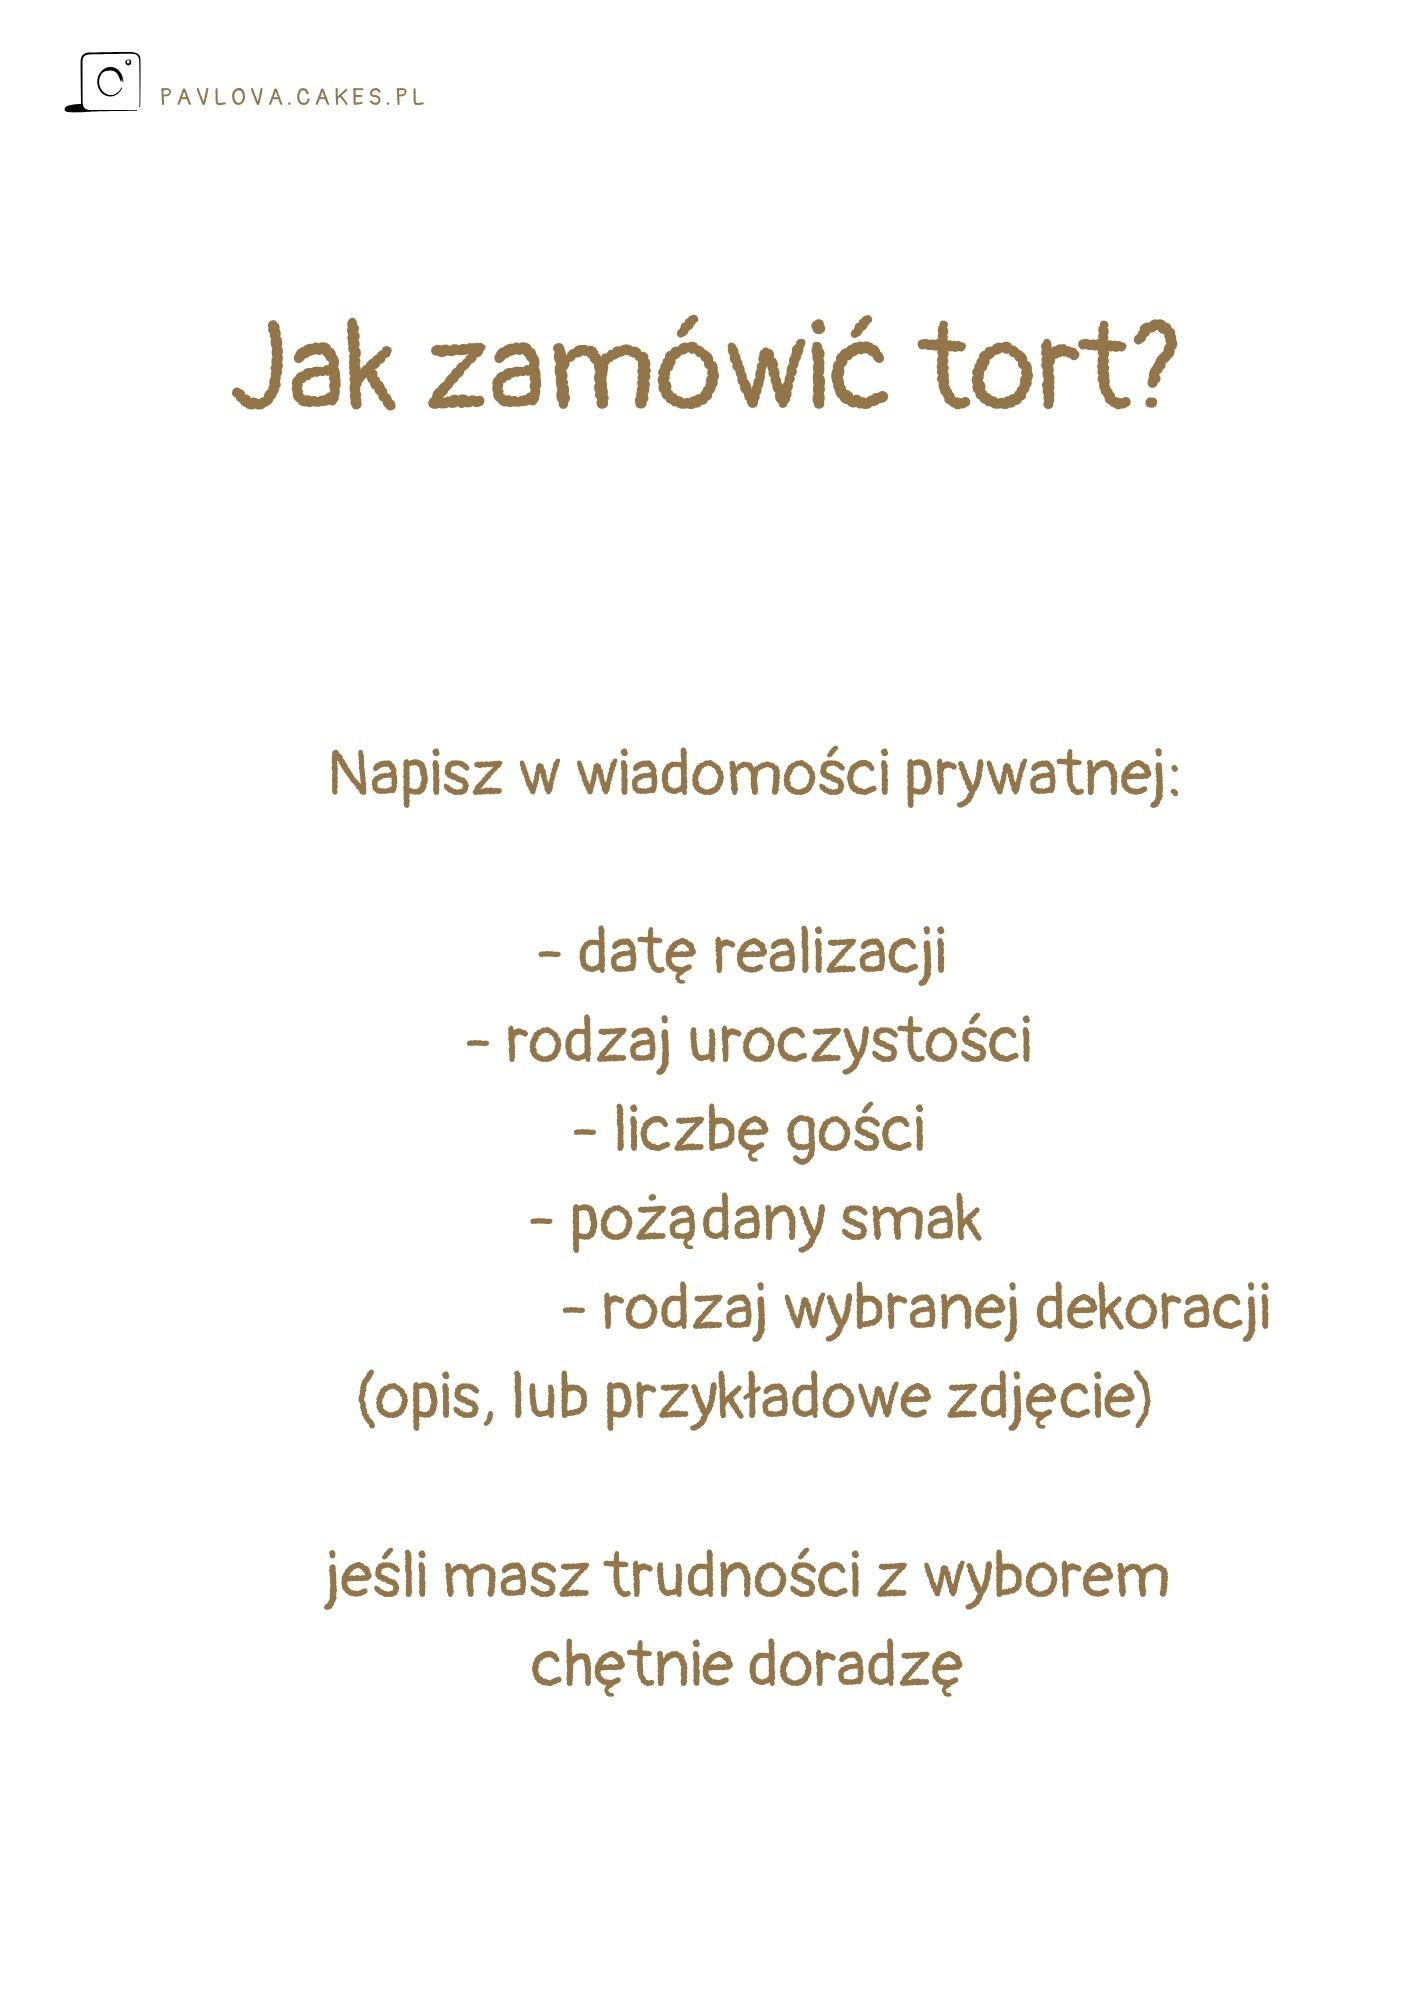 PAVLOVA.CAKES.PL
Jak zamówić tort?
Napisz w wiadomości prywatnej:
- datę realizacji
- rodzaj uroczystości
- liczbę gości
- pożądany smak
- rodzaj wybranej dekoracji
(opis, lub przykładowe zdjęcie)
jeśli masz trudności z wyborem
chętnie doradzę